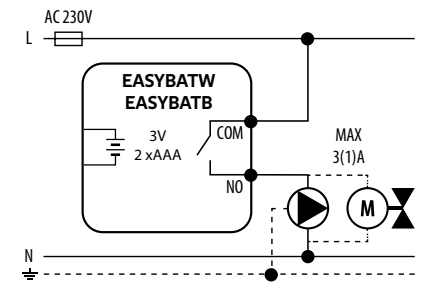 AC 230V
L
EASYBATW
EASYBATB
3V
2 xAAA
COM
NO
MAX
3(1)A
M
N